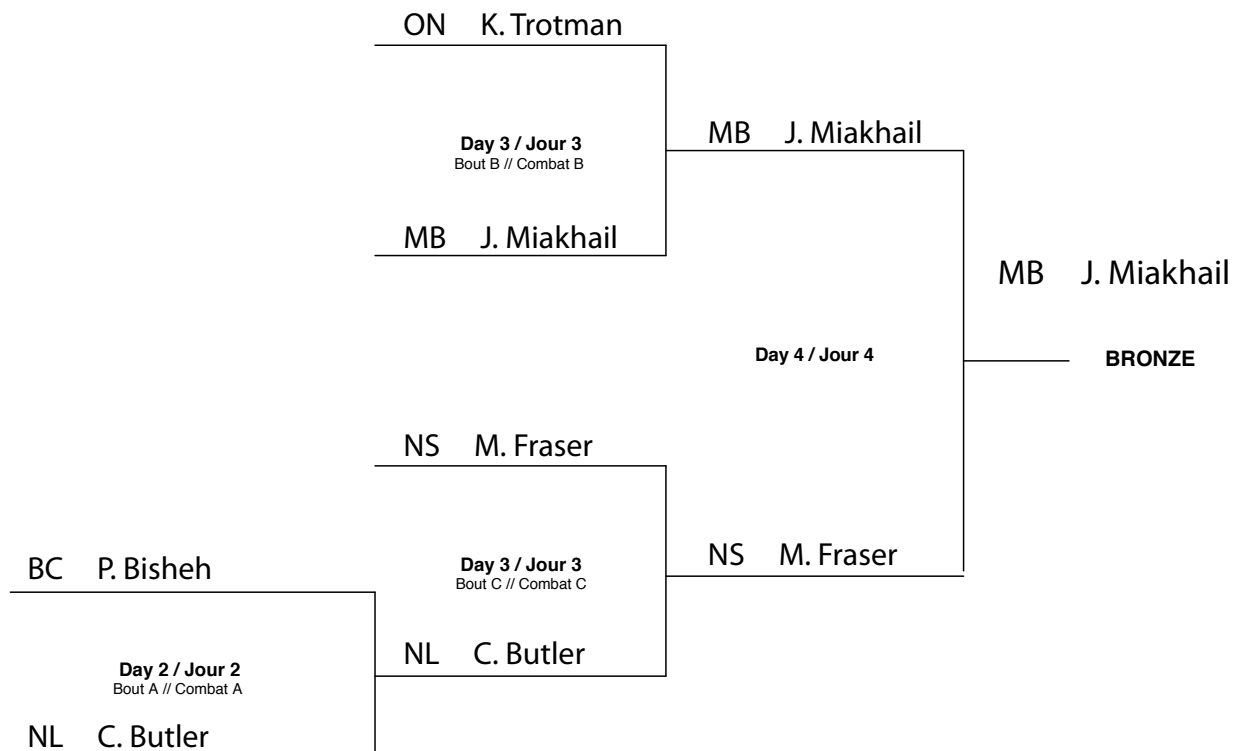 ON K. Trotman
Day 3 / Jour 3
Bout B // Combat B
MB J. Miakhail
MB J. Miakhail
MB J. Miakhail
Day 4 / Jour 4
BRONZE
NS M. Fraser
BC P. Bisheh
Day 3 / Jour 3
Bout C // Combat C
NS M. Fraser
NL C. Butler
Day 2 / Jour 2
Bout A // Combat A
NL C. Butler